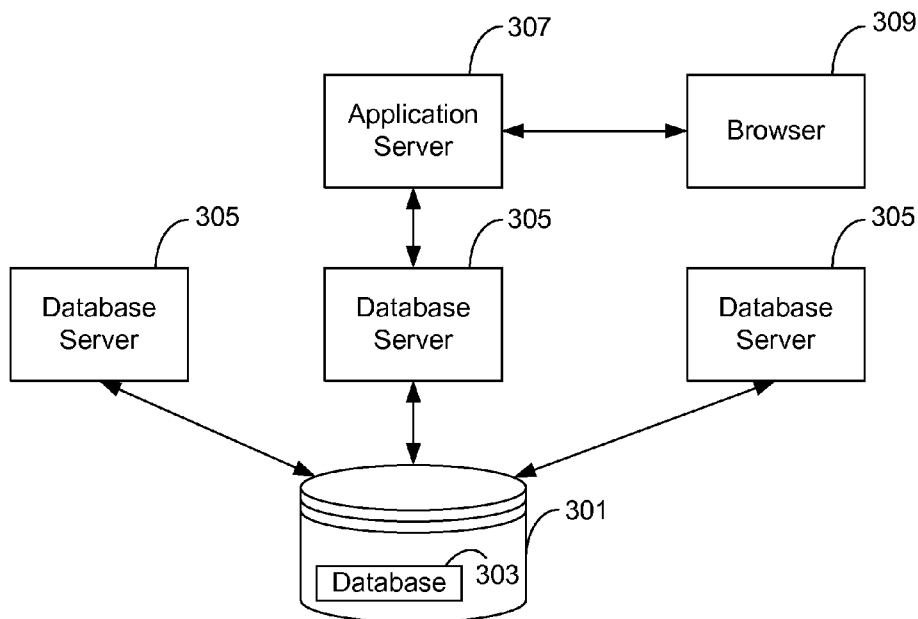 307
309
Application
Server
Browser
305
305
305
Database
Server
Database
Server
Database
Server
301
303
Database